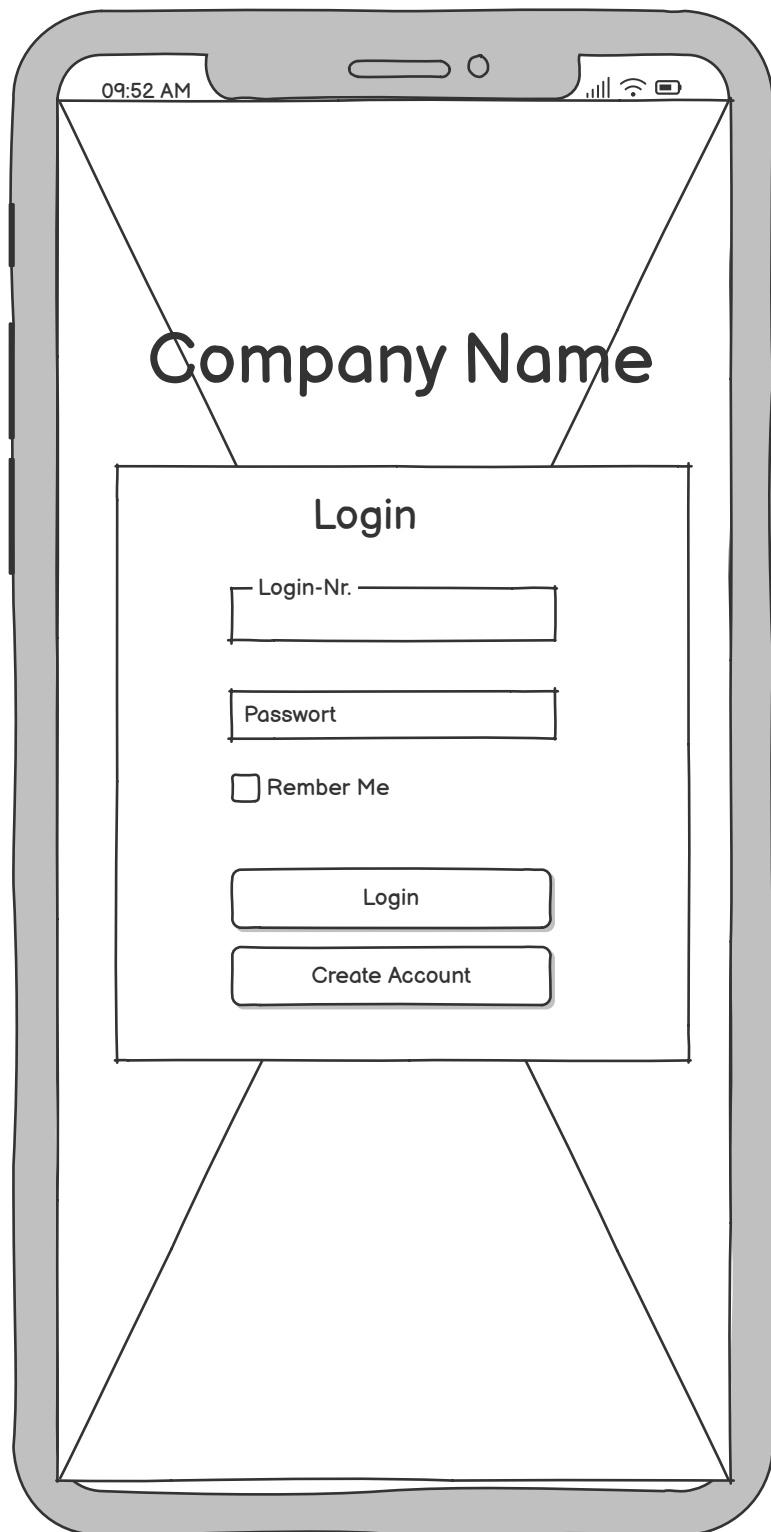 09:52 AM
Company Name
Login
Login-Nr.
Passwort
Rember Me
Login
Create Account